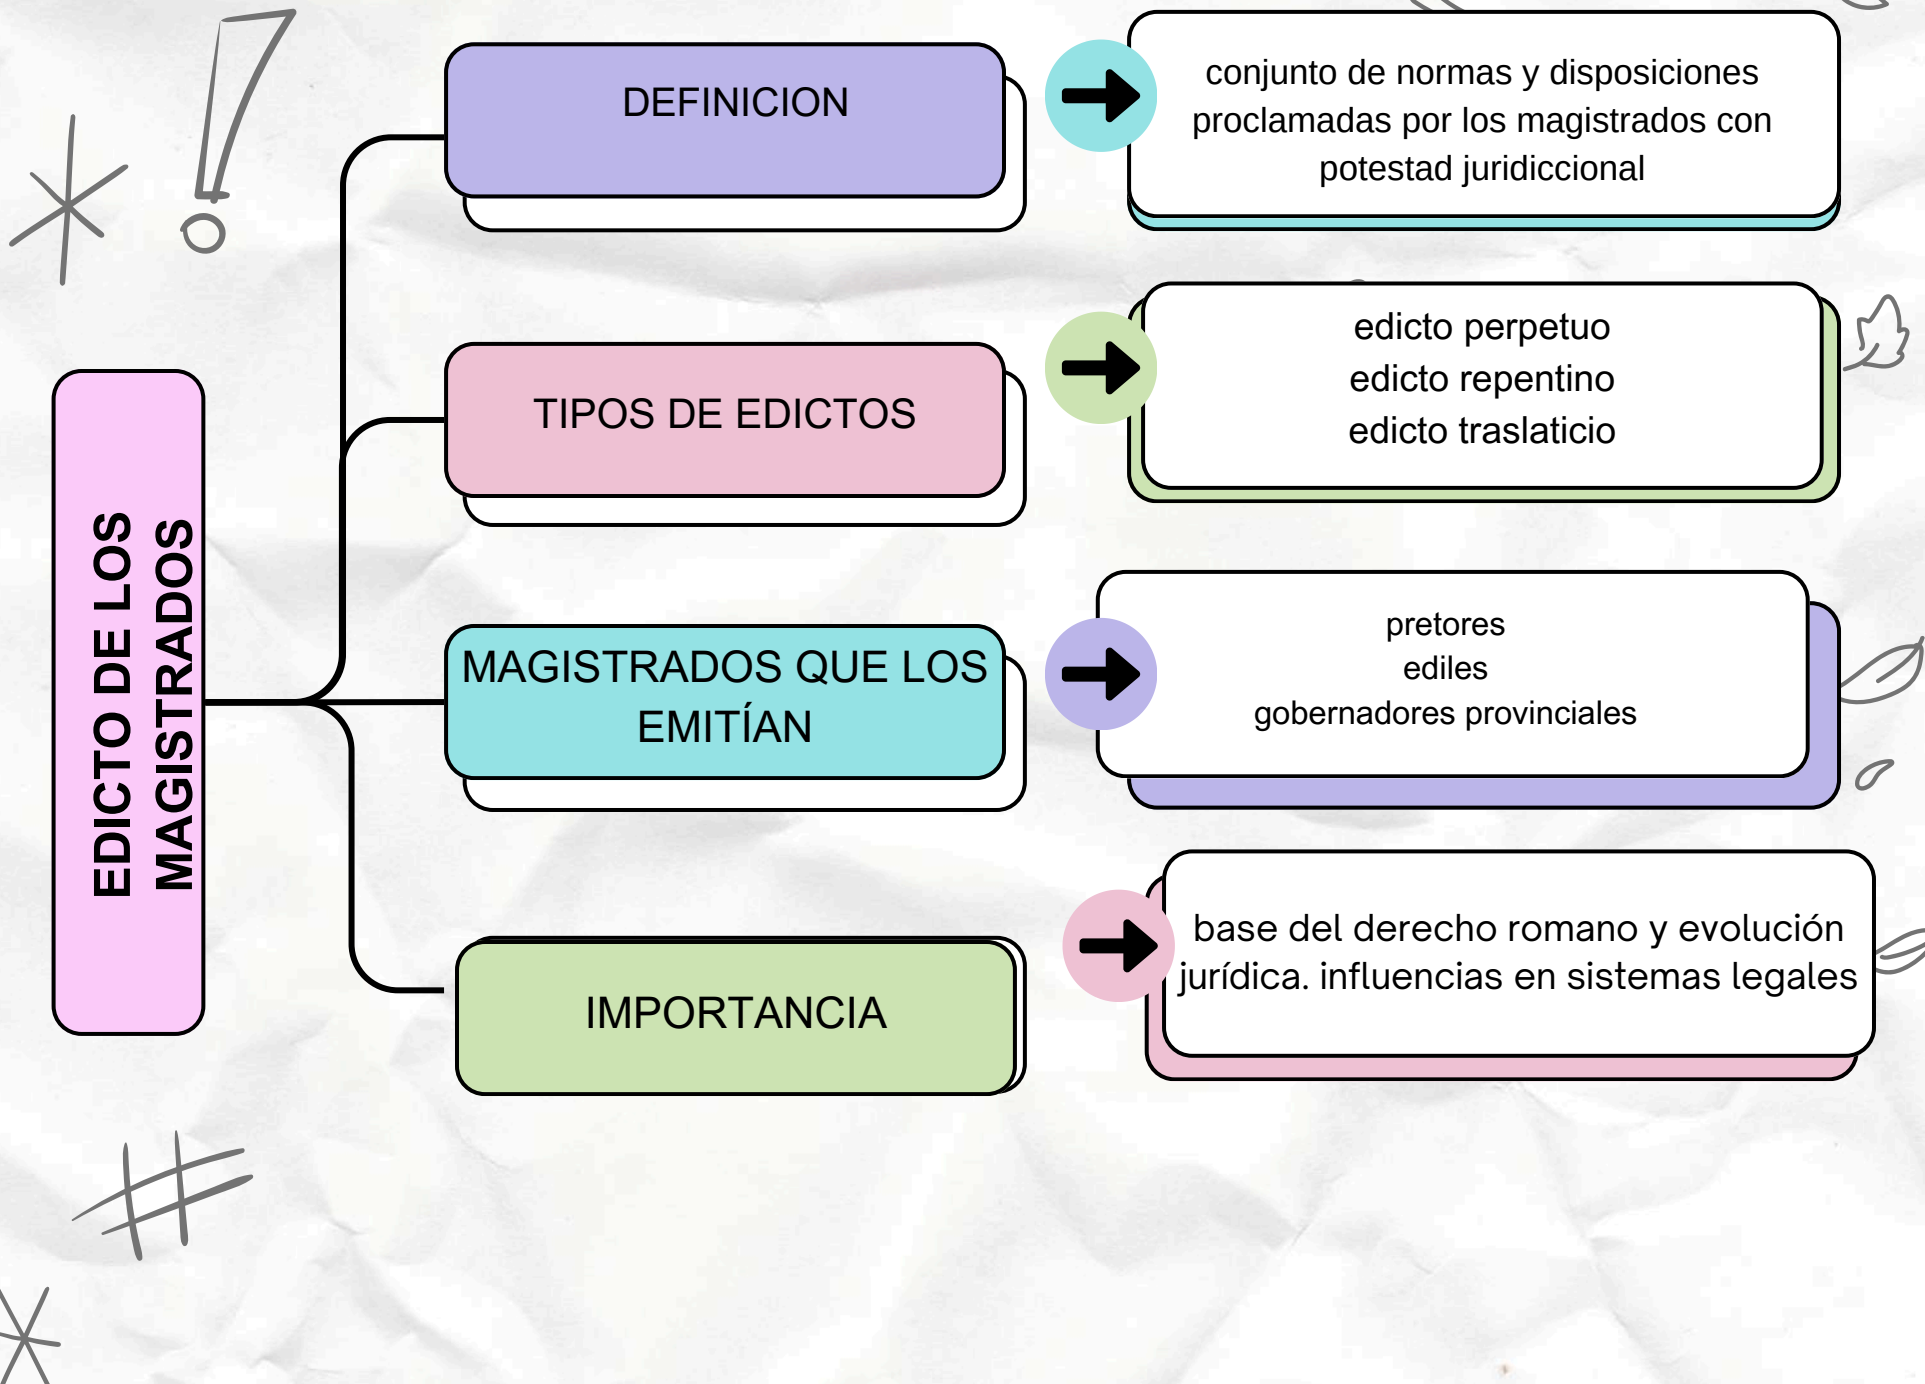 EDICTO DE LOS
MAGISTRADOS
DEFINICION
conjunto de normas y disposiciones
proclamadas por los magistrados con
potestad juridiccional
TIPOS DE EDICTOS
edicto perpetuo
edicto repentino
edicto traslaticio
MAGISTRADOS QUE LOS
EMITÍAN
pretores
ediles
gobernadores provinciales
IMPORTANCIA
base del derecho romano y evolución
jurídica. influencias en sistemas legales